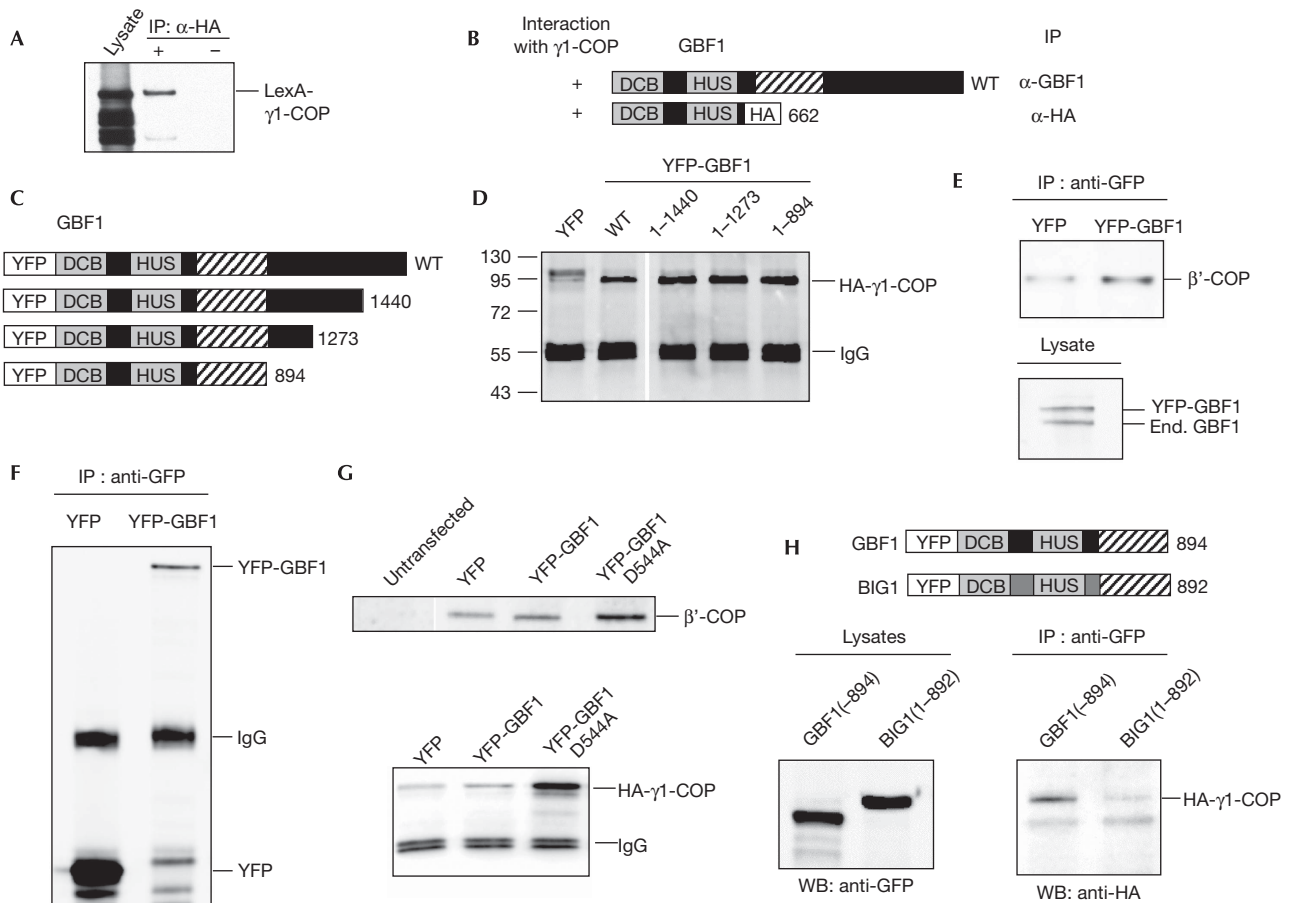 A
Lysate
IP: α-HA
+ −
LexA-
γ1-COP
B
Interaction
with γ1-COP
GBF1
IP
+ DCB HUS WT α-GBF1
+ DCB HUS HA 662 α-HA
C
GBF1
YFP DCB HUS WT
YFP DCB HUS 1440
YFP DCB HUS 1273
YFP DCB HUS 894
D
YFP-GBF1
YFP WT 1–1440 1–1273 1–894
130
95
72
55
43
HA-γ1-COP
IgG
E
IP : anti-GFP
YFP YFP-GBF1
β’-COP
Lysate
YFP-GBF1
End. GBF1
F
IP : anti-GFP
YFP YFP-GBF1
YFP-GBF1
IgG
YFP
G
Untransfected YFP YFP-GBF1 YFP-GBF1
D544A
β’-COP
YFP YFP-GBF1 YFP-GBF1
D544A
HA-γ1-COP
IgG
H
GBF1 YFP DCB HUS 894
BIG1 YFP DCB HUS 892
Lysates
GBF1(–894) BIG1(1–892)
WB: anti-GFP
IP : anti-GFP
GBF1(–894) BIG1(1–892)
HA-γ1-COP
WB: anti-HA